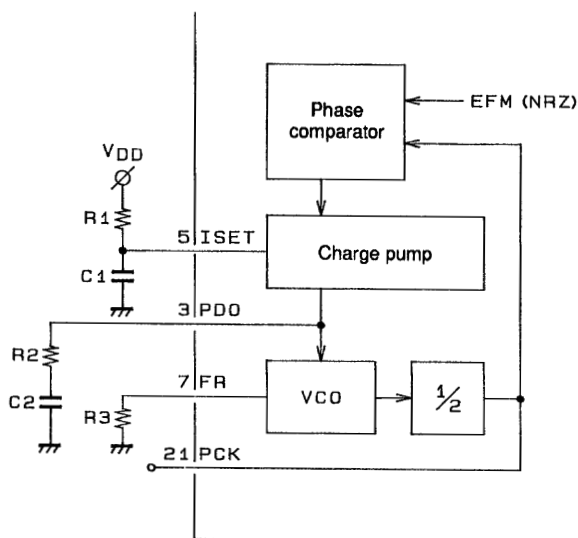 Phase
comparator
EFM (NRZ)
VDD
R1
5 ISET
Charge pump
C1
3 PDO
R2
7 FR
VCO
1/2
C2
R3
21 PCK